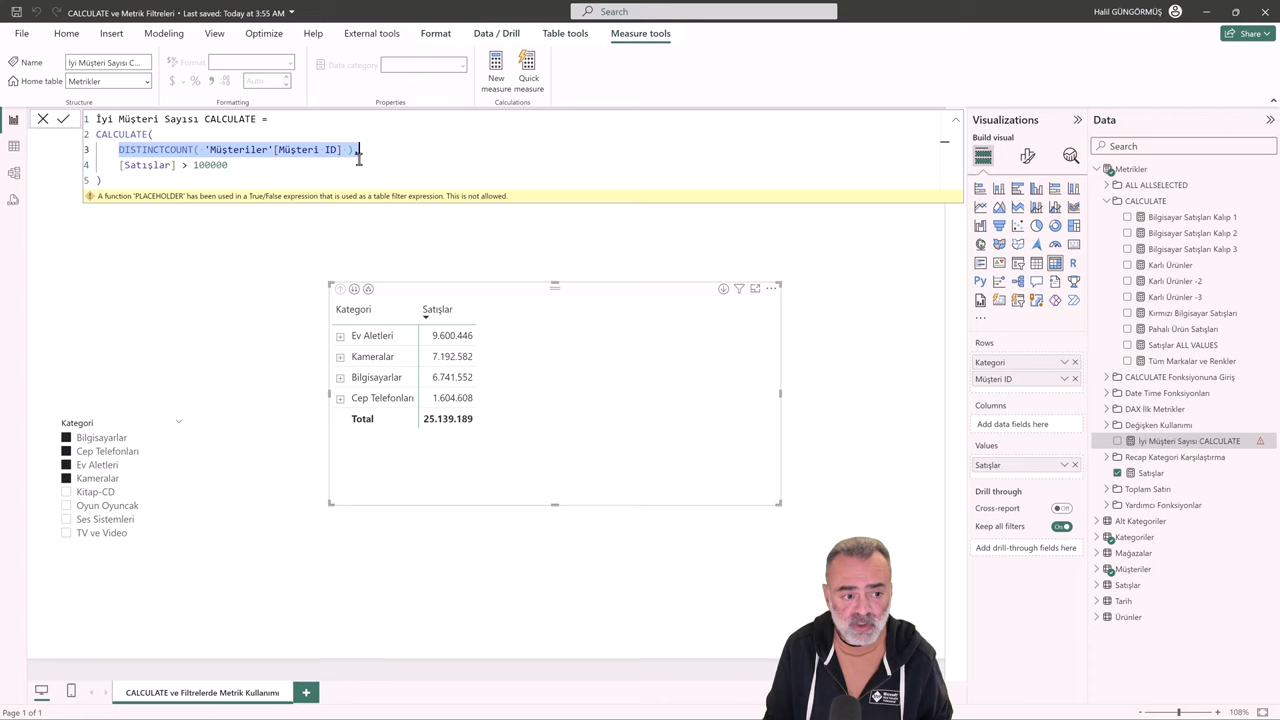 CALCULATE ve Metrik Filtreleri • Last saved: Today at 3:55 AM
Search
Halil GÜNGÖRMÜŞ
File Home Insert Modeling View Optimize Help External tools Format Data / Drill Table tools Measure tools
Share
Name İyi Müşteri Sayısı C...
Home table Metrikler
Structure
Format
$ % Auto
Formatting
Data category
Properties
New measure
Quick measure
Calculations
1 İyi Müşteri Sayısı CALCULATE =
2 CALCULATE(
3 DISTINCTCOUNT( 'Müşteriler'[Müşteri ID] ),
4 [Satışlar] > 100000
5 )
A function 'PLACEHOLDER' has been used in a True/False expression that is used as a table filter expression. This is not allowed.
Kategori Satışlar
Ev Aletleri 9.600.446
Kameralar 7.192.582
Bilgisayarlar 6.741.552
Cep Telefonları 1.604.608
Total 25.139.189
Kategori
Bilgisayarlar
Cep Telefonları
Ev Aletleri
Kameralar
Kitap-CD
Oyun Oyuncak
Ses Sistemleri
TV ve Video
Visualizations
Build visual
Rows
Kategori
Müşteri ID
Columns
Add data fields here
Values
Satışlar
Drill through
Cross-report Off
Keep all filters On
Add drill-through fields here
Data
Search
Metrikler
ALL ALLSELECTED
CALCULATE
Bilgisayar Satışları Kalıp 1
Bilgisayar Satışları Kalıp 2
Bilgisayar Satışları Kalıp 3
Karlı Ürünler
Karlı Ürünler -2
Karlı Ürünler -3
Kırmızı Bilgisayar Satışları
Pahalı Ürün Satışları
Satışlar ALL VALUES
Tüm Markalar ve Renkler
CALCULATE Fonksiyonuna Giriş
Date Time Fonksiyonları
DAX İlk Metrikler
Değişken Kullanımı
İyi Müşteri Sayısı CALCULATE
Recap Kategori Karşılaştırma
Satışlar
Toplam Satırı
Yardımcı Fonksiyonlar
Alt Kategoriler
Kategoriler
Mağazalar
Müşteriler
Satışlar
Tarih
Ürünler
CALCULATE ve Filtrelerde Metrik Kullanımı
Page 1 of 1
108%